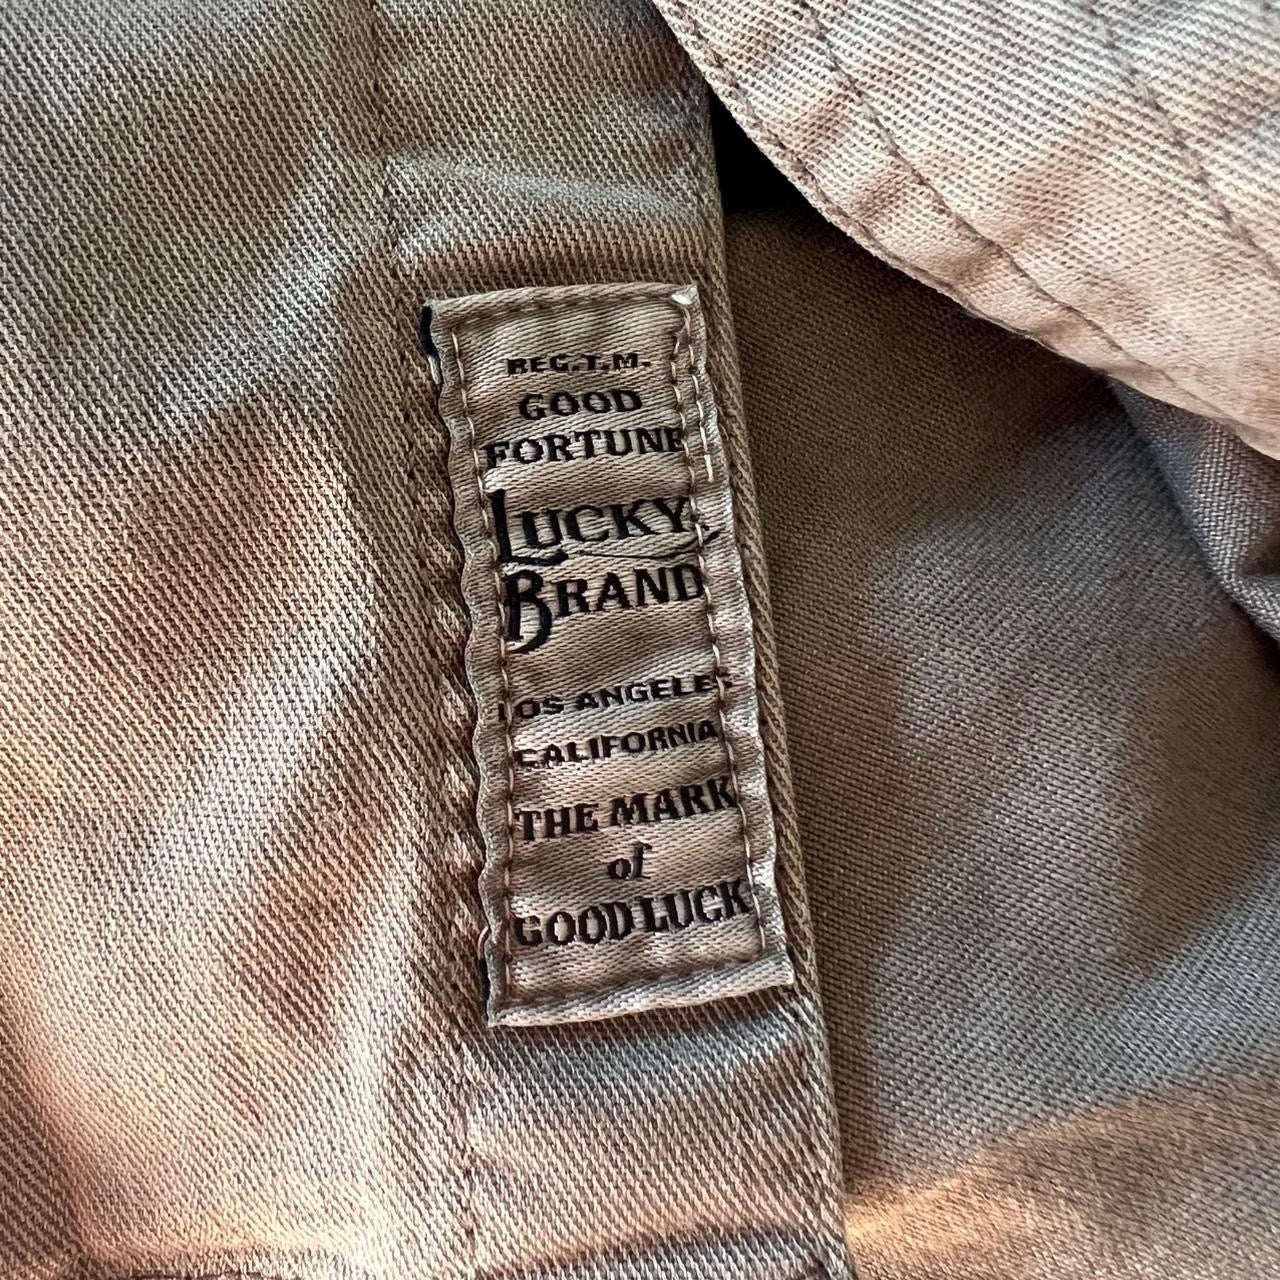 REG.T.M.
GOOD
FORTUNE
LUCKY
BRAND
LOS ANGELES
CALIFORNIA
THE MARK
of
GOOD LUCK